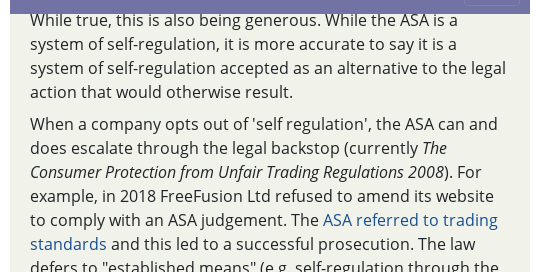 While true, this is also being generous. While the ASA is a
system of self-regulation, it is more accurate to say it is a
system of self-regulation accepted as an alternative to the legal
action that would otherwise result.
When a company opts out of 'self regulation', the ASA can and
does escalate through the legal backstop (currently The
Consumer Protection from Unfair Trading Regulations 2008). For
example, in 2018 FreeFusion Ltd refused to amend its website
to comply with an ASA judgement. The ASA referred to trading
standards and this led to a successful prosecution. The law
defers to "established means" (e.g. self-regulation through the